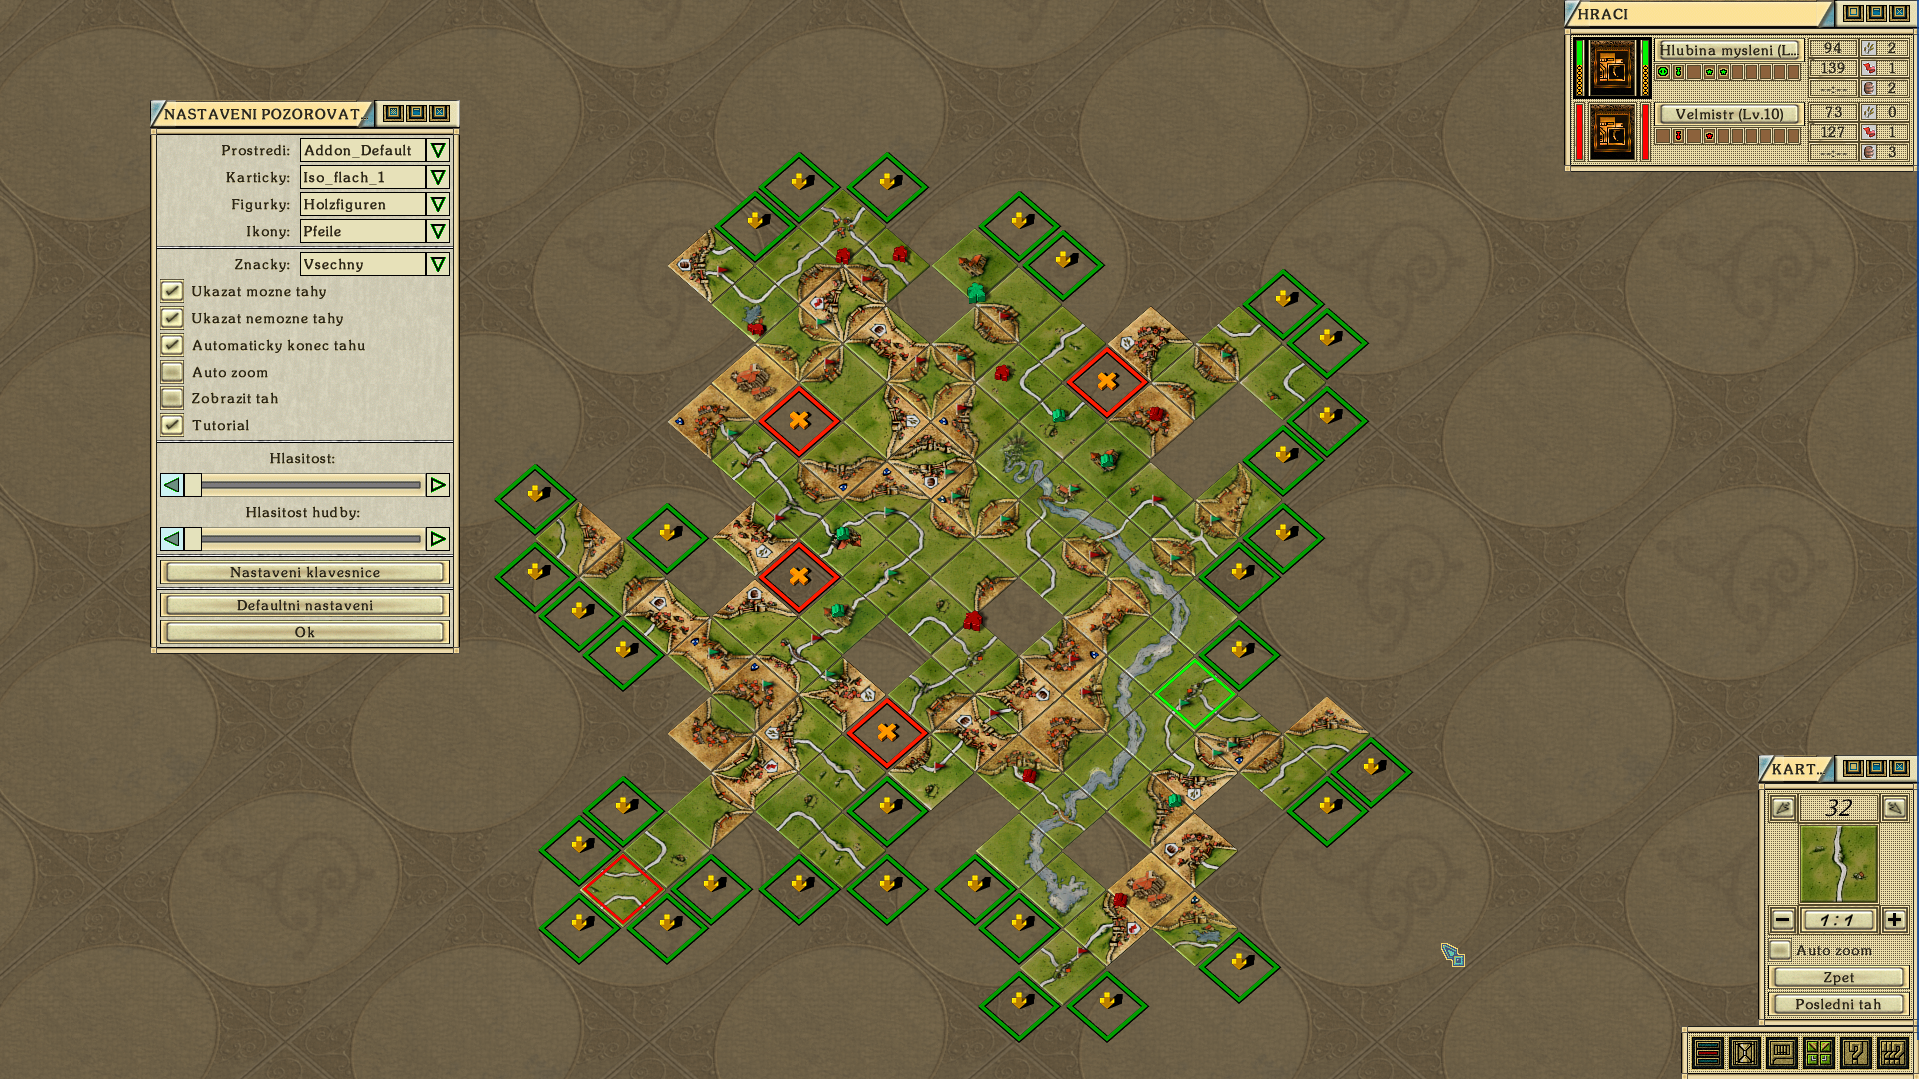 HRACI
Hlubina mysleni (L...
94
2
139
1
--:--
2
Velmistr (Lv.10)
73
0
127
1
--:--
3
NASTAVENI POZOROVAT...
Prostredi: Addon_Default
Karticky: Iso_flach_1
Figurky: Holzfiguren
Ikony: Pfeile
Znacky: Vsechny
Ukazat mozne tahy
Ukazat nemozne tahy
Automaticky konec tahu
Auto zoom
Zobrazit tah
Tutorial
Hlasitost:
Hlasitost hudby:
Nastaveni klavesnice
Defaultni nastaveni
Ok
KART...
32
1:1
Auto zoom
Zpet
Posledni tah